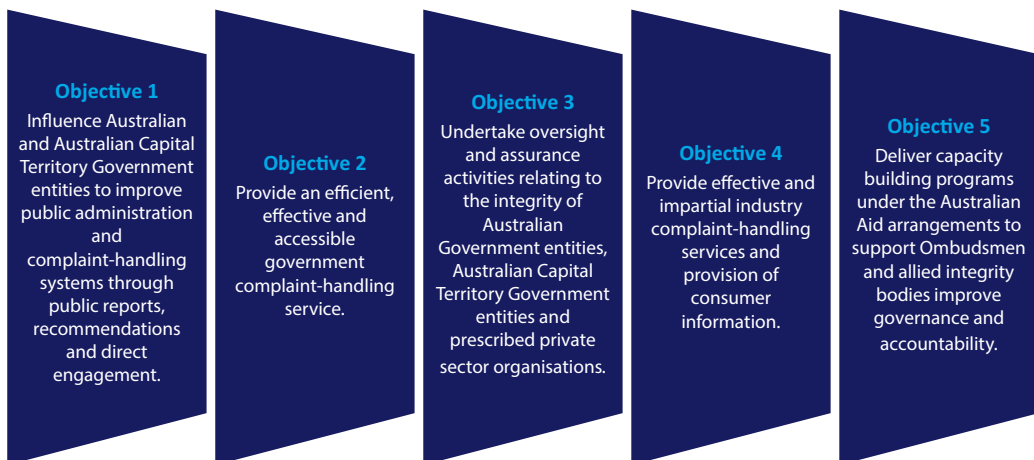 Objective 1
Influence Australian
and Australian Capital
Territory Government
entities to improve
public administration
and
complaint-handling
systems through
public reports,
recommendations
and direct
engagement.
Objective 2
Provide an efficient,
effective and
accessible
government
complaint-handling
service.
Objective 3
Undertake oversight
and assurance
activities relating to
the integrity of
Australian
Government entities,
Australian Capital
Territory Government
entities and
prescribed private
sector organisations.
Objective 4
Provide effective and
impartial industry
complaint-handling
services and
provision of
consumer
information.
Objective 5
Deliver capacity
building programs
under the Australian
Aid arrangements to
support Ombudsmen
and allied integrity
bodies improve
governance and
accountability.